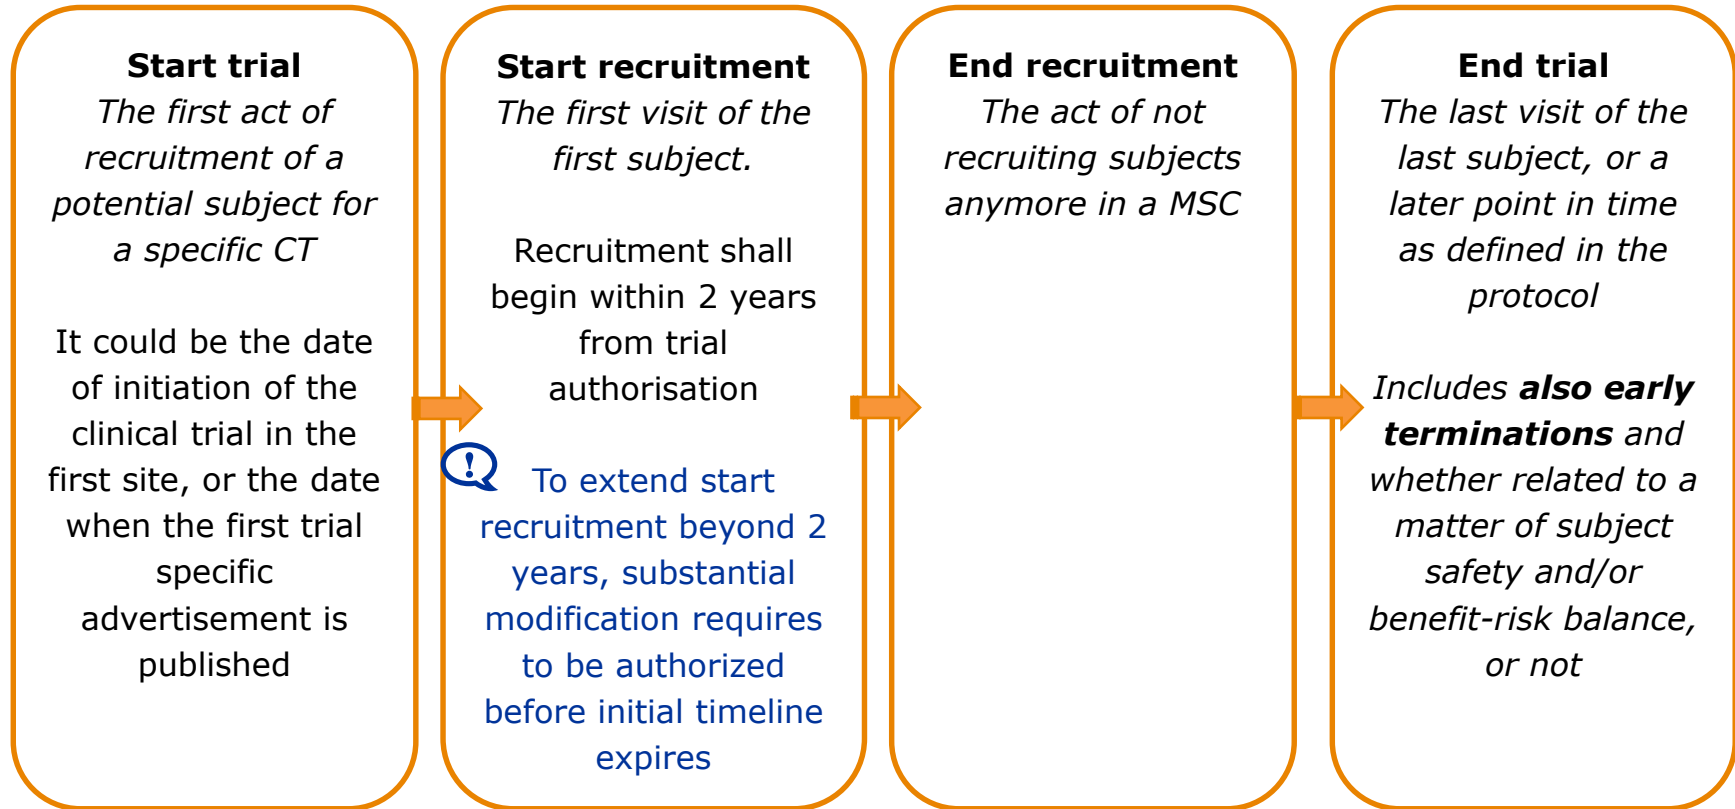 Start trial
The first act of
recruitment of a
potential subject for
a specific CT
It could be the date
of initiation of the
clinical trial in the
first site, or the date
when the first trial
specific
advertisement is
published
Start recruitment
The first visit of the
first subject.
Recruitment shall
begin within 2 years
from trial
authorisation
!
To extend start
recruitment beyond 2
years, substantial
modification requires
to be authorized
before initial timeline
expires
End recruitment
The act of not
recruiting subjects
anymore in a MSC
End trial
The last visit of the
last subject, or a
later point in time
as defined in the
protocol
Includes also early
terminations and
whether related to a
matter of subject
safety and/or
benefit-risk balance,
or not